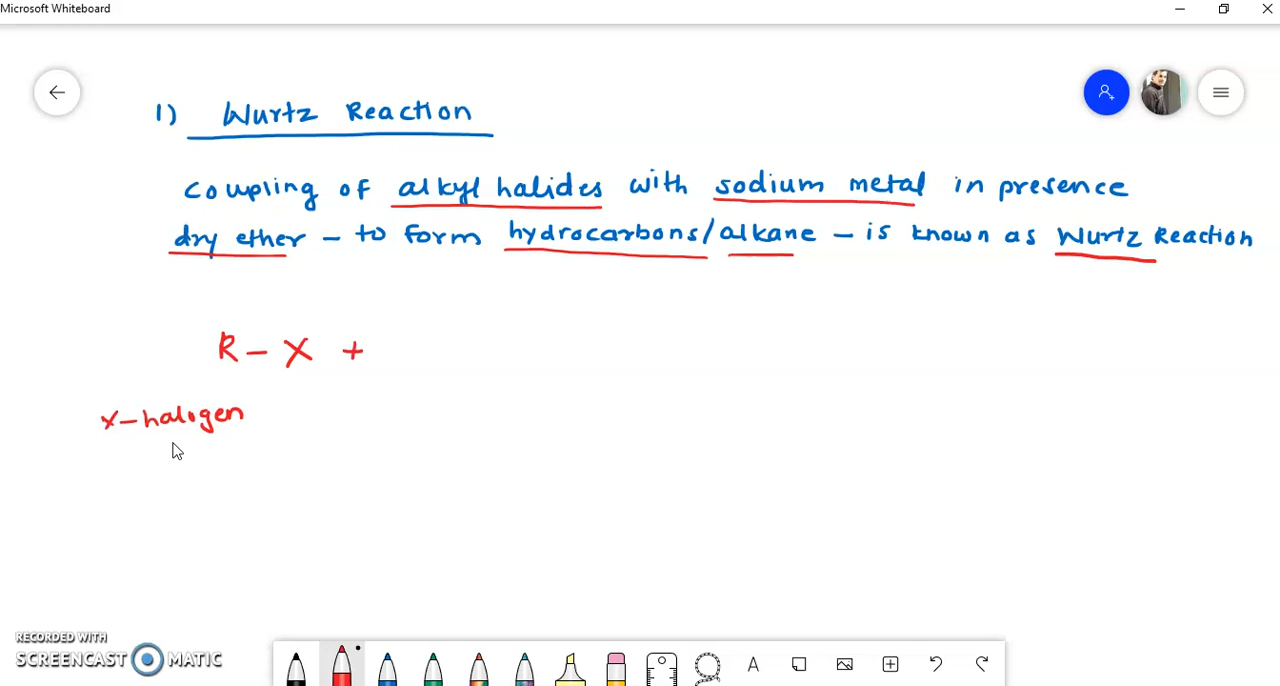 Microsoft Whiteboard
1) Wurtz Reaction
coupling of alkyl halides with sodium metal in presence
dry ether - to form hydrocarbons/alkane - is known as Wurtz Reaction
R - X +
x-halogen
RECORDED WITH
SCREENCAST MATIC
A